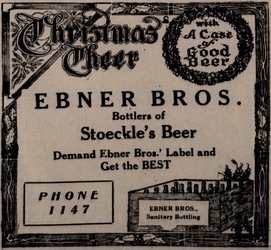 Christmas
Cheer
with
A Case
of
Good
Beer
EBNER BROS.
Bottlers of
Stoeckle's Beer
Demand Ebner Bros.' Label and
Get the BEST
PHONE
1147
EBNER BROS.,
Sanitary Bottling